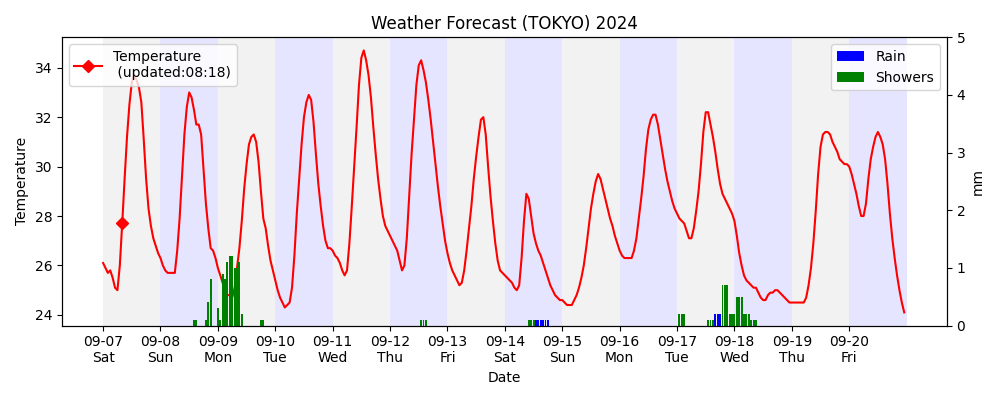 Weather Forecast (TOKYO) 2024
Temperature
(updated:08:18)
Rain
Showers
Temperature
34
32
30
28
26
24
5
4
3
2
1
0
mm
09-07 09-08 09-09 09-10 09-11 09-12 09-13 09-14 09-15 09-16 09-17 09-18 09-19 09-20
Sat Sun Mon Tue Wed Thu Fri Sat Sun Mon Tue Wed Thu Fri
Date